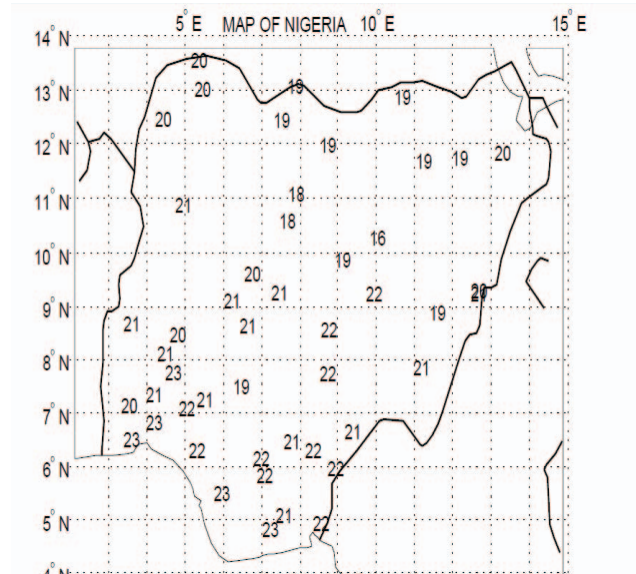 5° E MAP OF NIGERIA 10° E 15° E
14° N
20
13° N 20 19 19
20 19
12° N 19 19 19 20
11° N 21 18
18 16
10° N 19
20
9° N 21 21 22 20 19
21 21 22
20
8° N 21
23 22 21
7° N 20 21 21 22 19
23 23 21 21
22 22
6° N 22 22 22
23
5° N 21 22
23
4° N